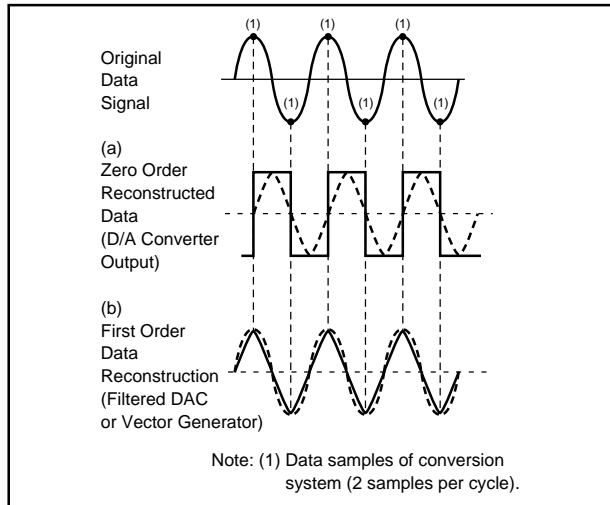 (1) (1) (1)
Original
Data
Signal
(1) (1) (1)
(a)
Zero Order
Reconstructed
Data
(D/A Converter
Output)
(b)
First Order
Data
Reconstruction
(Filtered DAC
or Vector Generator)
Note: (1) Data samples of conversion
system (2 samples per cycle).